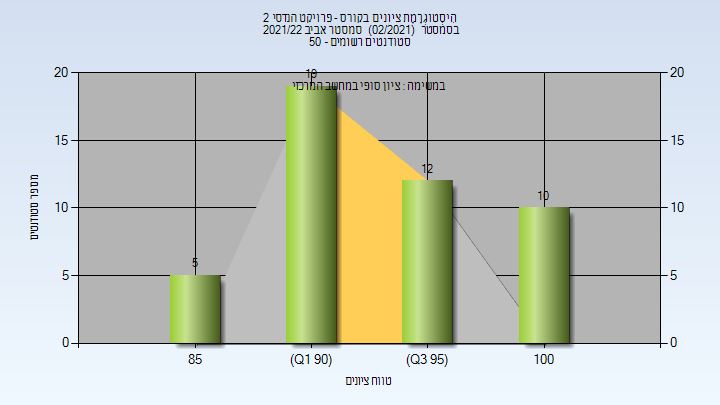 היסטוגרמת ציונים בקורס - פרויקט הנדסי 2
בסמסטר (02/2021) סמסטר אביב 2021/22
סטודנטים רשומים - 50
במשימה : ציון סופי במחשב המרכזי
מספר סטודנטים
20
15
10
5
0
20
15
10
5
0
5
19
12
10
85
(Q1 90)
(Q3 95)
100
טווח ציונים